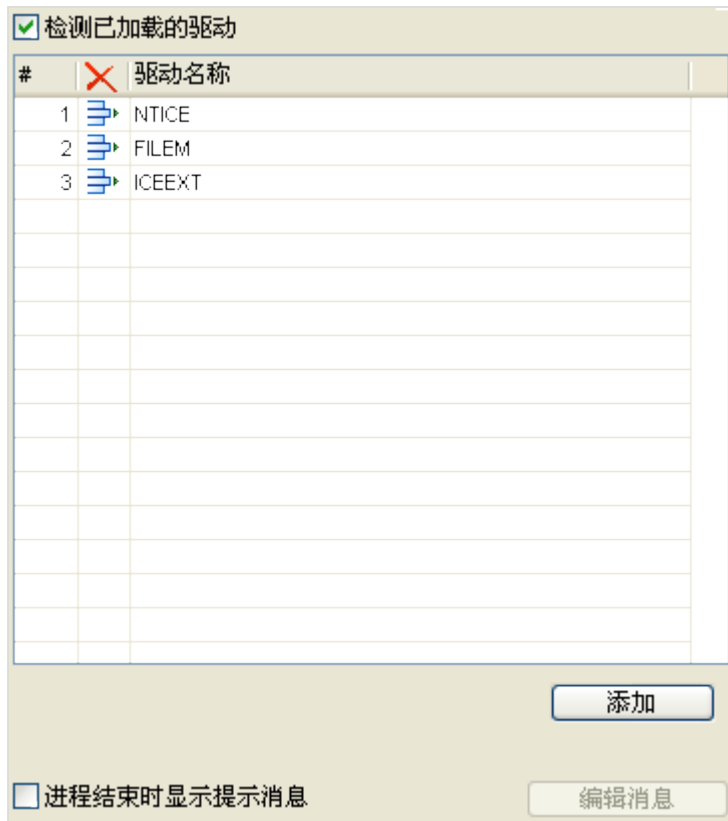 检测已加载的驱动
# 驱动名称
1 NTICE
2 FILEM
3 ICEEXT
添加
进程结束时显示提示消息 编辑消息